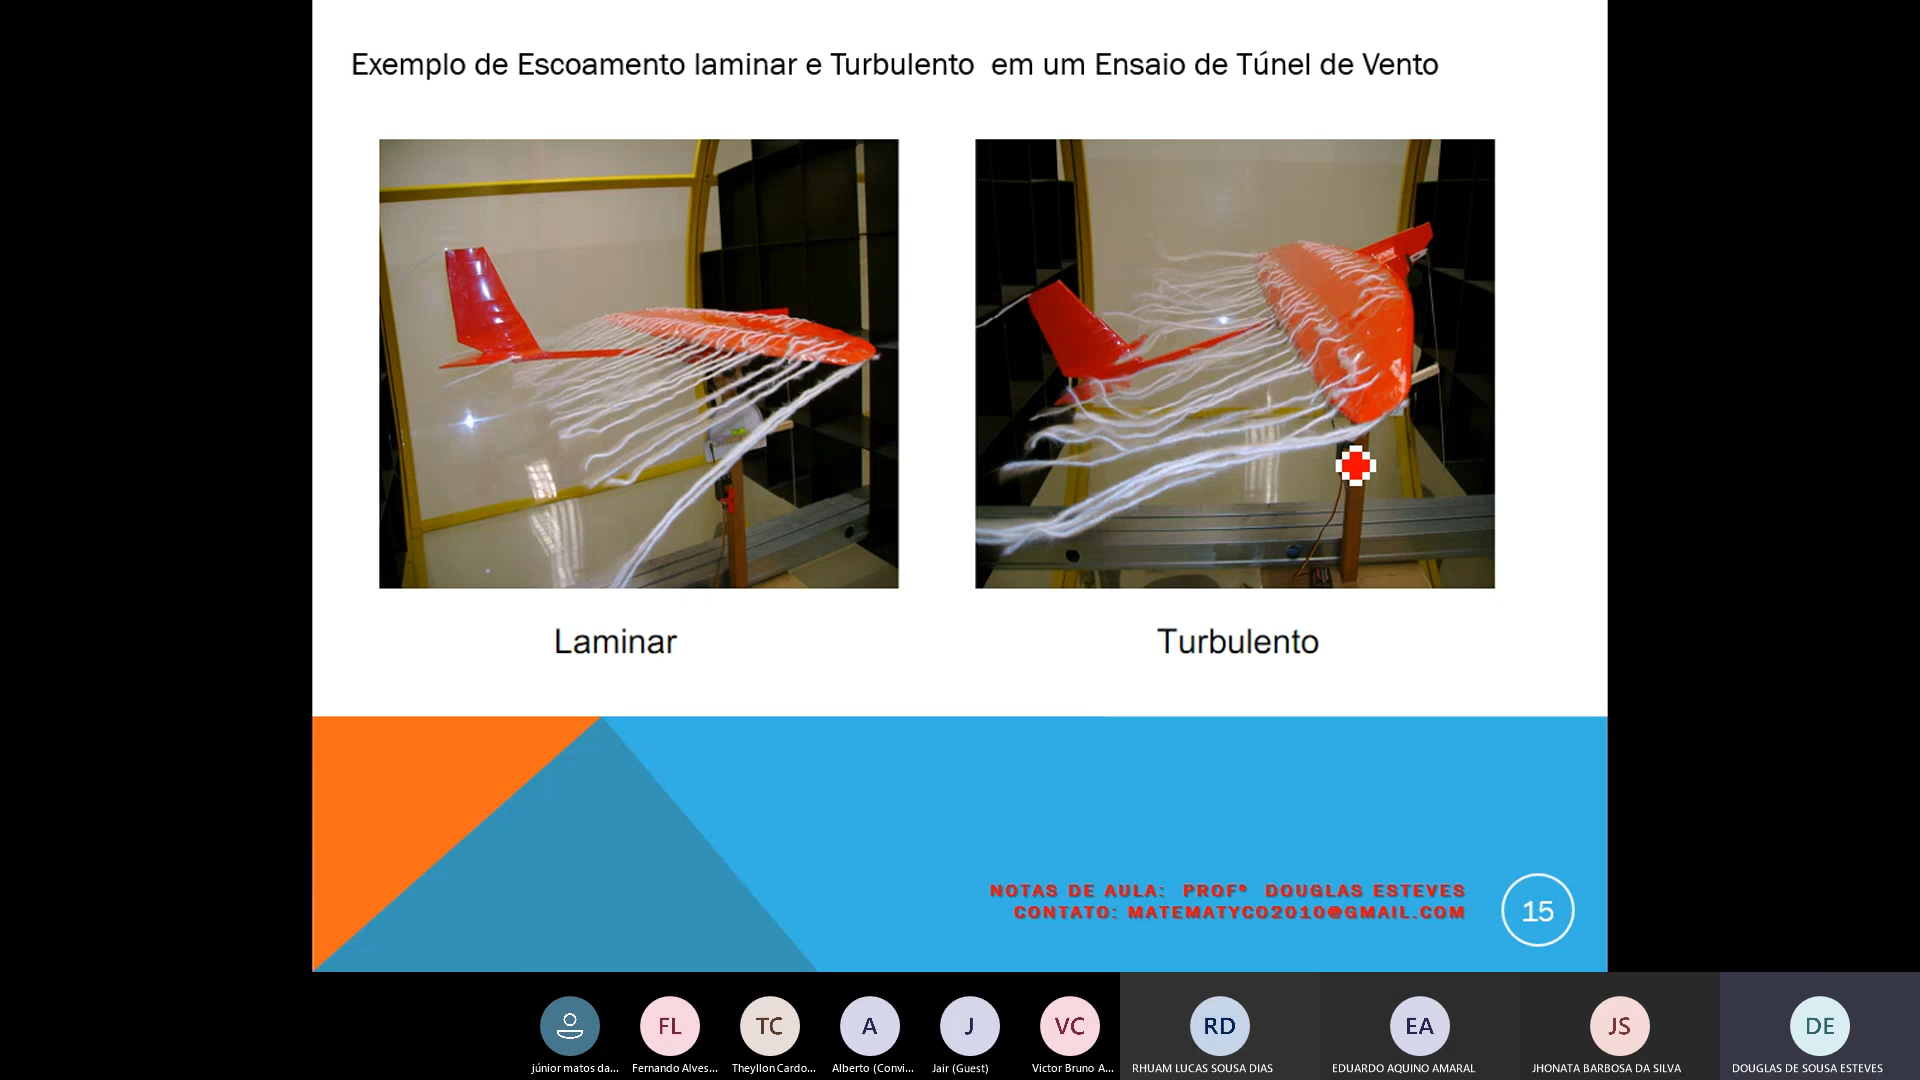 Exemplo de Escoamento laminar e Turbulento em um Ensaio de Túnel de Vento
Laminar
Turbulento
NOTAS DE AULA: PROFº DOUGLAS ESTEVES
CONTATO: MATEMATYCO2010@GMAIL.COM
15
FL
TC
A
J
VC
RD
EA
JS
DE
júnior matos da...
Fernando Alves...
Theyllon Cardo...
Alberto (Convi...
Jair (Guest)
Victor Bruno A...
RHUAM LUCAS SOUSA DIAS
EDUARDO AQUINO AMARAL
JHONATA BARBOSA DA SILVA
DOUGLAS DE SOUSA ESTEVES